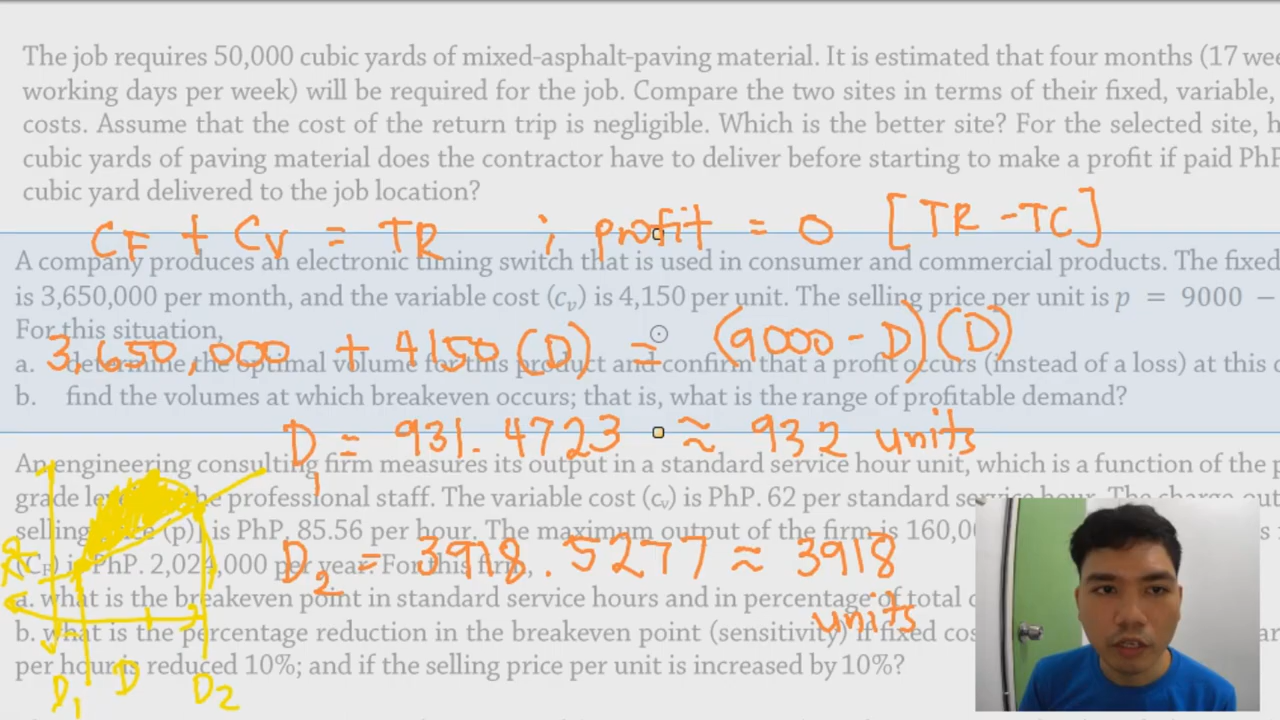 The job requires 50,000 cubic yards of mixed-asphalt-paving material. It is estimated that four months (17 wee
working days per week) will be required for the job. Compare the two sites in terms of their fixed, variable,
costs. Assume that the cost of the return trip is negligible. Which is the better site? For the selected site, h
cubic yards of paving material does the contractor have to deliver before starting to make a profit if paid PhP
cubic yard delivered to the job location?
CF + CV = TR ; profit = 0 [TR - TC]
A company produces an electronic timing switch that is used in consumer and commercial products. The fixed
is 3,650,000 per month, and the variable cost (cv) is 4,150 per unit. The selling price per unit is p = 9000 −
For this situation,
3,650,000 + 4150 (D) = (9000 - D)(D)
a. determine the optimal volume for this product and confirm that a profit occurs (instead of a loss) at this d
b. find the volumes at which breakeven occurs; that is, what is the range of profitable demand?
D1 = 931.4723 ≈ 932 units
An engineering consulting firm measures its output in a standard service hour unit, which is a function of the p
grade the professional staff. The variable cost (cv) is PhP. 62 per standard service hour. The charge-out
selling (p)] is PhP. 85.56 per hour. The maximum output of the firm is 160,0
(CF) is PhP. 2,024,000 per year. For this firm,
D2 = 3918.5277 ≈ 3918
units
a. what is the breakeven point in standard service hours and in percentage of total
b. what is the percentage reduction in the breakeven point (sensitivity) if fixed cos
per hour is reduced 10%; and if the selling price per unit is increased by 10%?
D1 D D2